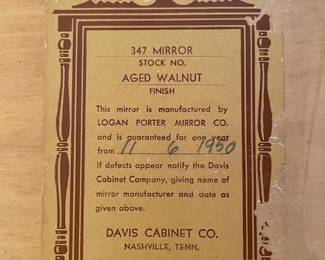 347 MIRROR
STOCK NO.
AGED WALNUT
FINISH
This mirror is manufactured by
LOGAN PORTER MIRROR CO.
and is guaranteed for one year
from 11 6 1950
If defects appear notify the Davis
Cabinet Company, giving name of
mirror manufacturer and date as
given above.
DAVIS CABINET CO.
NASHVILLE, TENN.